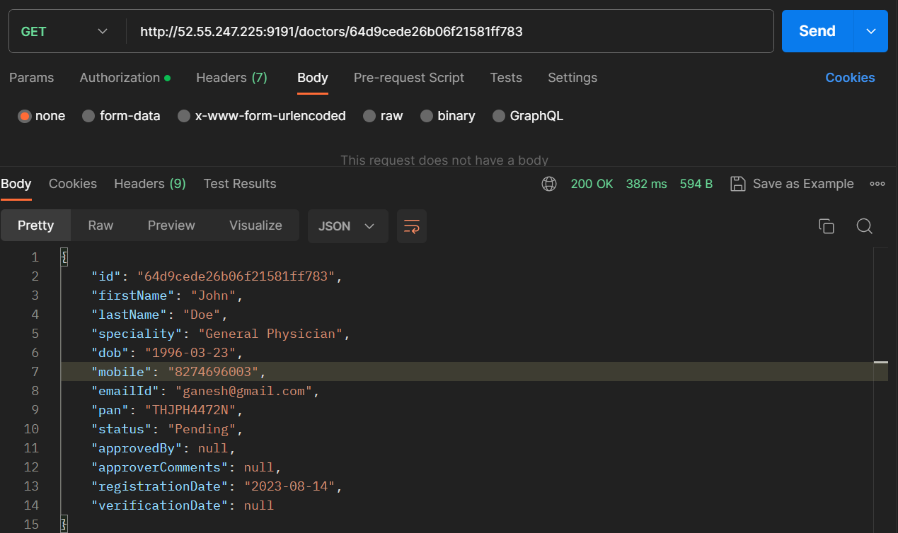 GET http://52.55.247.225:9191/doctors/64d9cede26b06f21581ff783 Send
Params Authorization Headers (7) Body Pre-request Script Tests Settings Cookies
none form-data x-www-form-urlencoded raw binary GraphQL
This request does not have a body
Body Cookies Headers (9) Test Results 200 OK 382 ms 594 B Save as Example
Pretty Raw Preview Visualize JSON
1 {
2 "id": "64d9cede26b06f21581ff783",
3 "firstName": "John",
4 "lastName": "Doe",
5 "speciality": "General Physician",
6 "dob": "1996-03-23",
7 "mobile": "8274696003",
8 "emailId": "ganesh@gmail.com",
9 "pan": "THJPH4472N",
10 "status": "Pending",
11 "approvedBy": null,
12 "approverComments": null,
13 "registrationDate": "2023-08-14",
14 "verificationDate": null
15 }